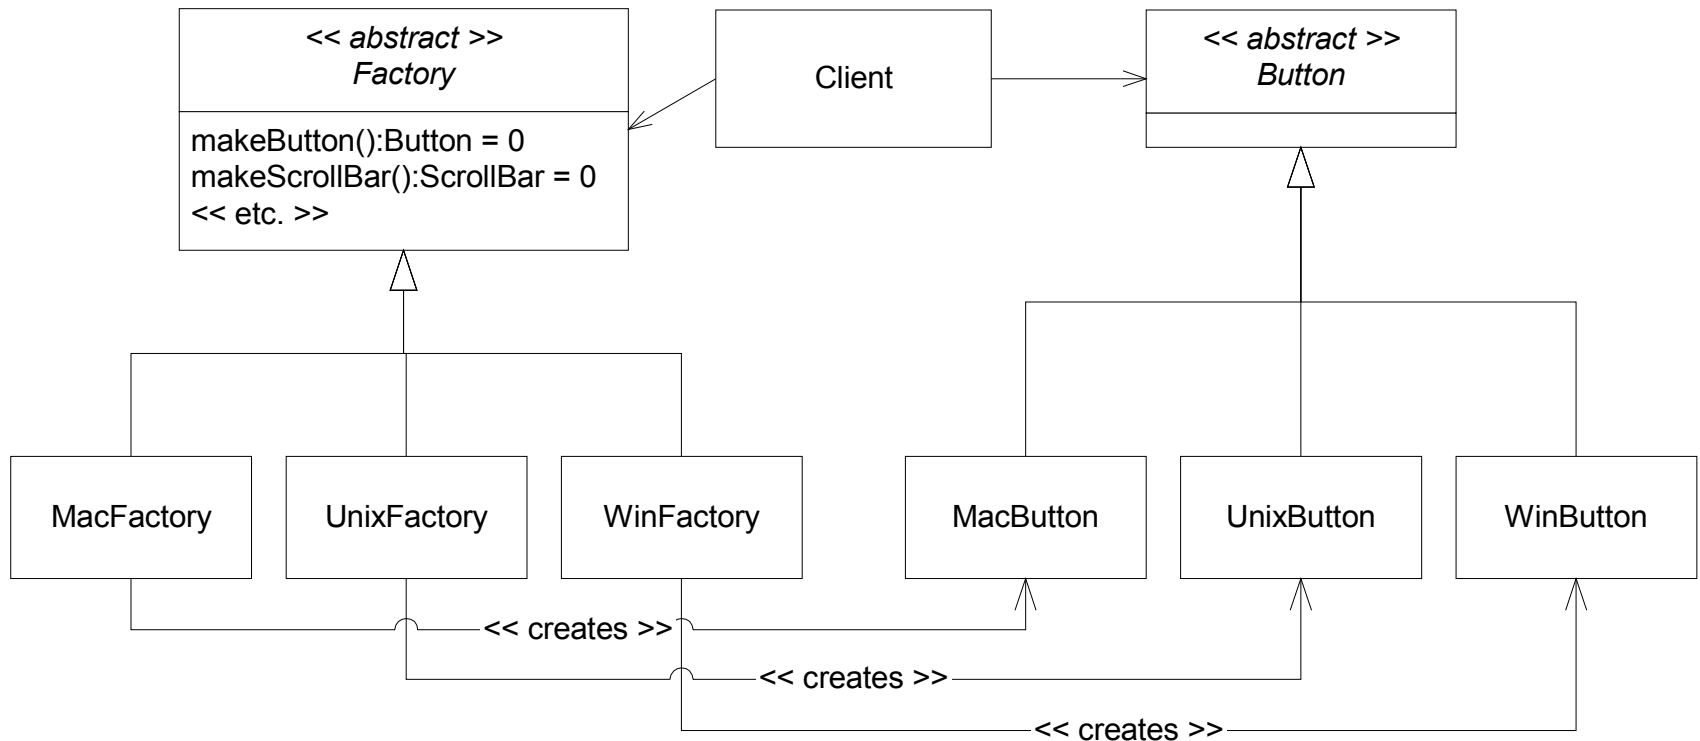 << abstract >>
Factory
makeButton():Button = 0
makeScrollBar():ScrollBar = 0
<< etc. >>
Client
<< abstract >>
Button
MacFactory
UnixFactory
WinFactory
MacButton
UnixButton
WinButton
<< creates >>
<< creates >>
<< creates >>